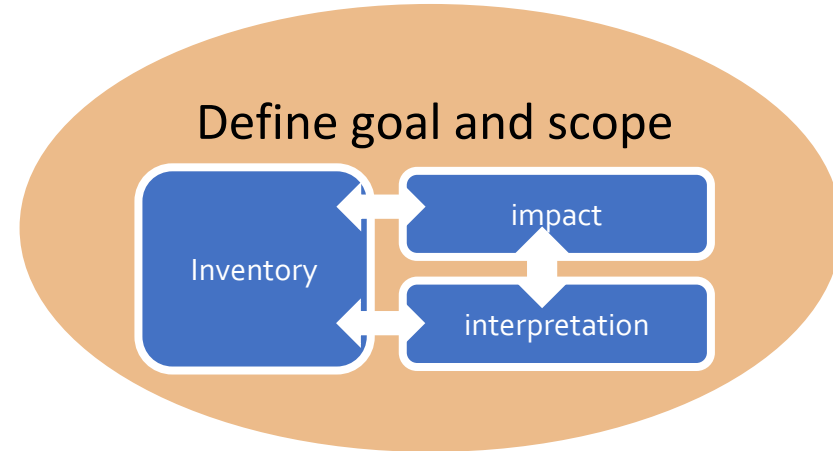 Define goal and scope
Inventory
impact
interpretation